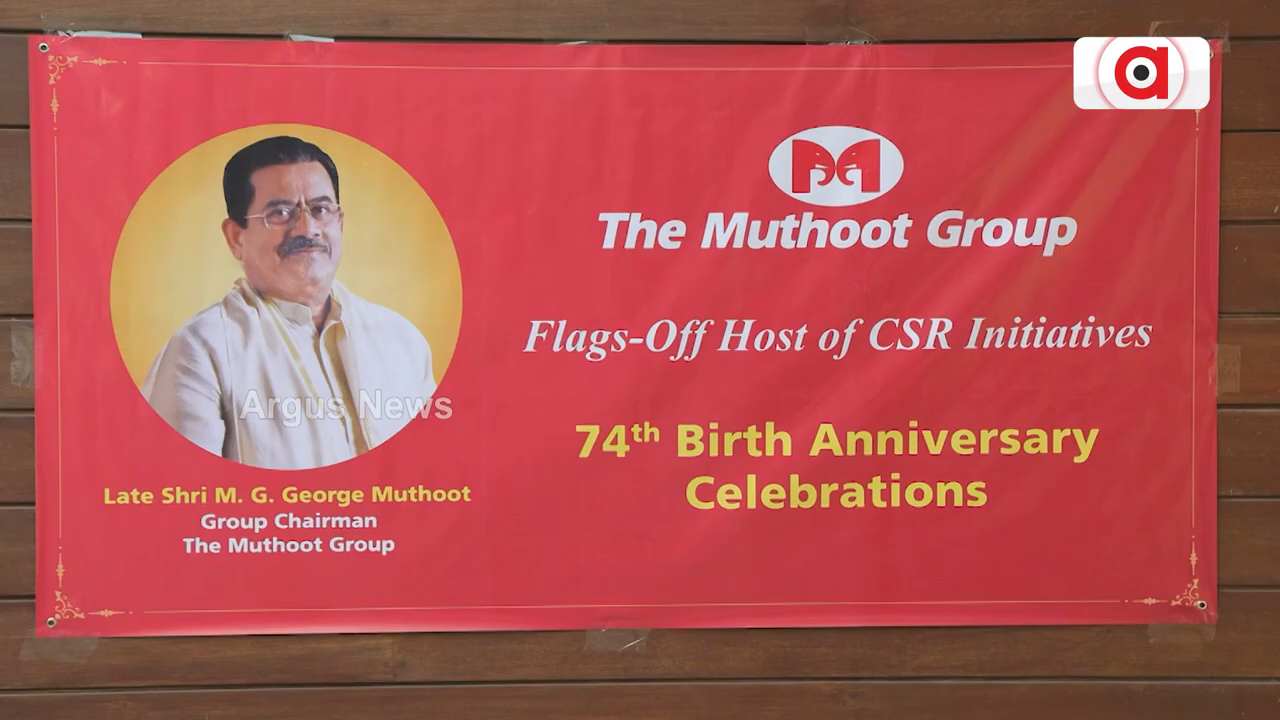 a
The Muthoot Group
Flags-Off Host of CSR Initiatives
74th Birth Anniversary
Celebrations
Argus News
Late Shri M. G. George Muthoot
Group Chairman
The Muthoot Group